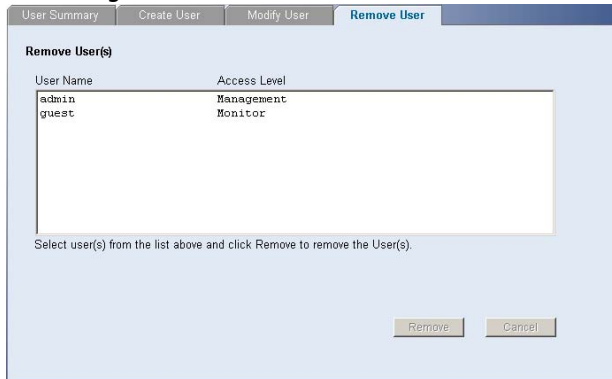 User Summary Create User Modify User Remove User
Remove User(s)
User Name Access Level
admin Management
guest Monitor
Select user(s) from the list above and click Remove to remove the User(s).
Remove Cancel